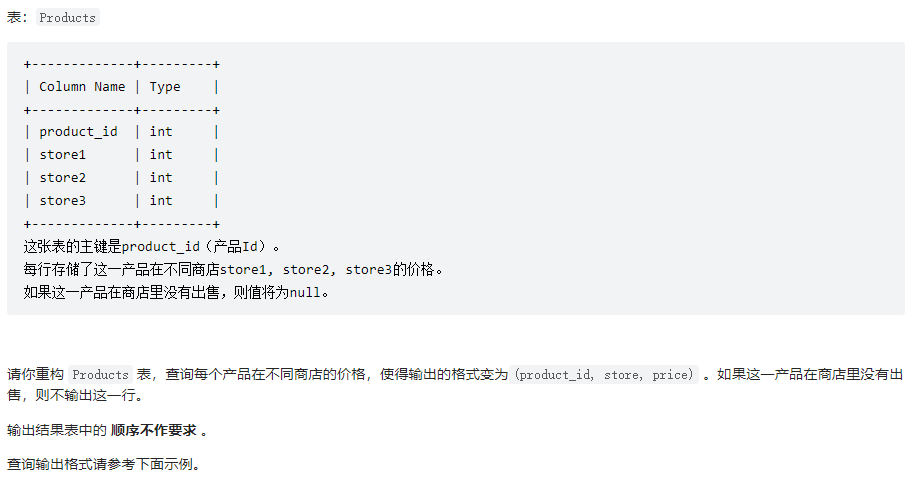 表：Products
+-------------+---------+
| Column Name | Type    |
+-------------+---------+
| product_id  | int     |
| store1      | int     |
| store2      | int     |
| store3      | int     |
+-------------+---------+
这张表的主键是product_id（产品Id）。
每行存储了这一产品在不同商店store1, store2, store3的价格。
如果这一产品在商店里没有出售，则值将为null。
请你重构 Products 表，查询每个产品在不同商店的价格，使得输出的格式变为(product_id, store, price) 。如果这一产品在商店里没有出
售，则不输出这一行。
输出结果表中的 顺序不作要求 。
查询输出格式请参考下面示例。